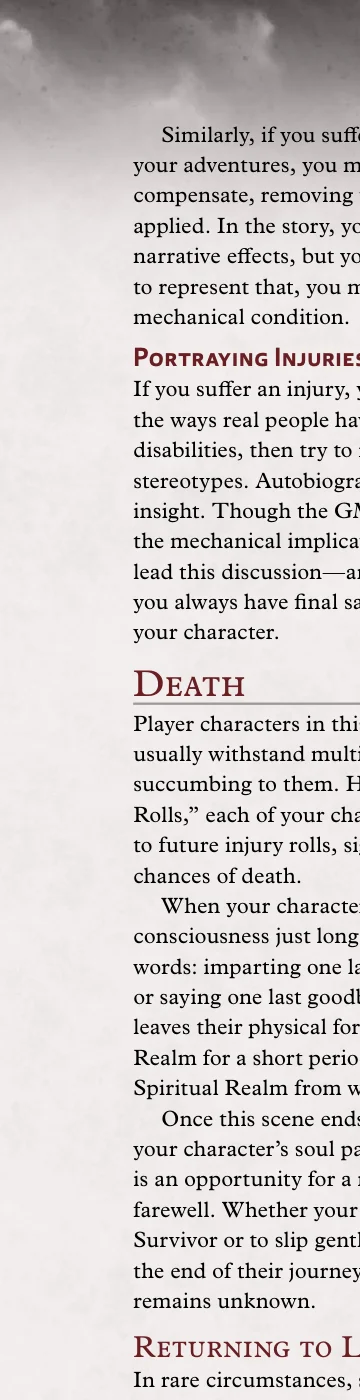 Similarly, if you suff
your adventures, you m
compensate, removing
applied. In the story, yo
narrative effects, but yo
to represent that, you m
mechanical condition.
Portraying Injuries
If you suffer an injury, y
the ways real people hav
disabilities, then try to
stereotypes. Autobiogra
insight. Though the GM
the mechanical implicat
lead this discussion—an
you always have final sa
your character.
Death
Player characters in this
usually withstand multi
succumbing to them. H
Rolls,” each of your cha
to future injury rolls, sig
chances of death.
When your character
consciousness just long
words: imparting one la
or saying one last goodb
leaves their physical for
Realm for a short perio
Spiritual Realm from w
Once this scene ends
your character’s soul pa
is an opportunity for a
farewell. Whether your
Survivor or to slip gentl
the end of their journey
remains unknown.
Returning to L
In rare circumstances, s